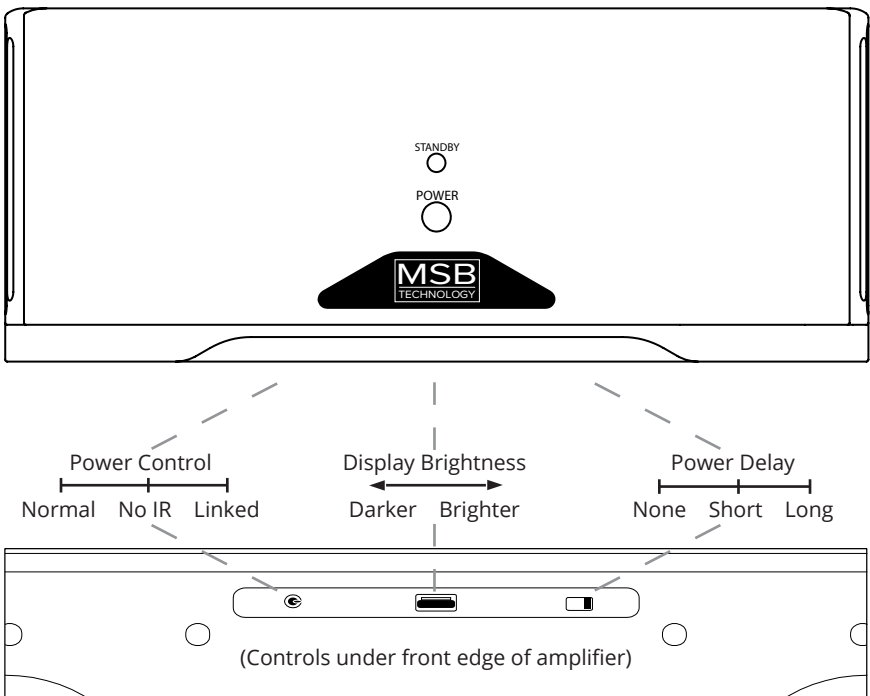 STANDBY
POWER
MSB
TECHNOLOGY
Power Control
Normal No IR Linked
Display Brightness
Darker Brighter
Power Delay
None Short Long
(Controls under front edge of amplifier)